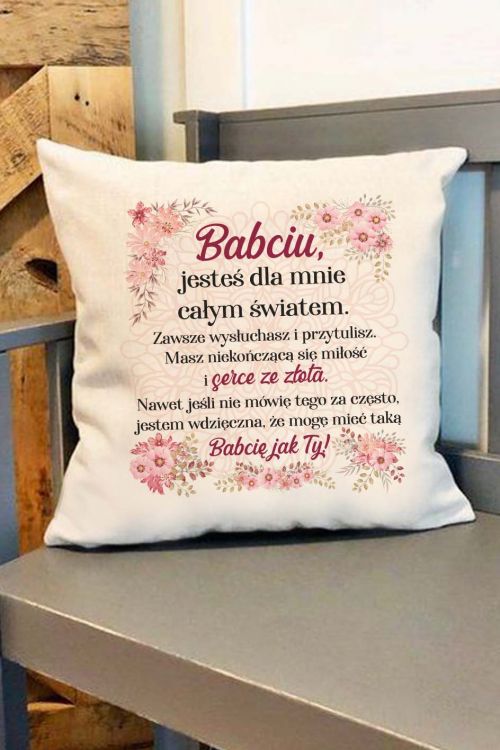 Babciu,
jesteś dla mnie
całym światem.
Zawsze wysłuchasz i przytulisz.
Masz niekończącą się miłość
i serce ze złota.
Nawet jeśli nie mówię tego za często,
jestem wdzięczna, że mogę mieć taką
Babcię jak Ty!